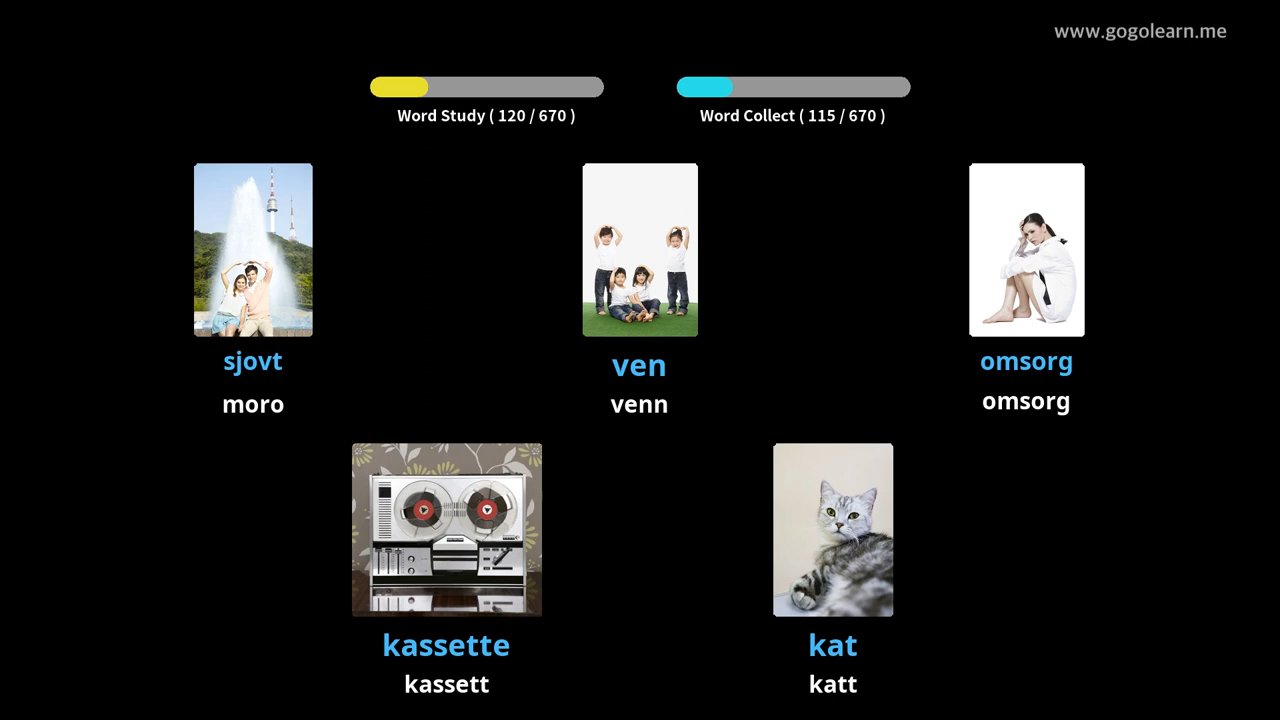 www.gogolearn.me
Word Study ( 120 / 670 )
Word Collect ( 115 / 670 )
sjovt
moro
ven
venn
omsorg
omsorg
kassette
kassett
kat
katt